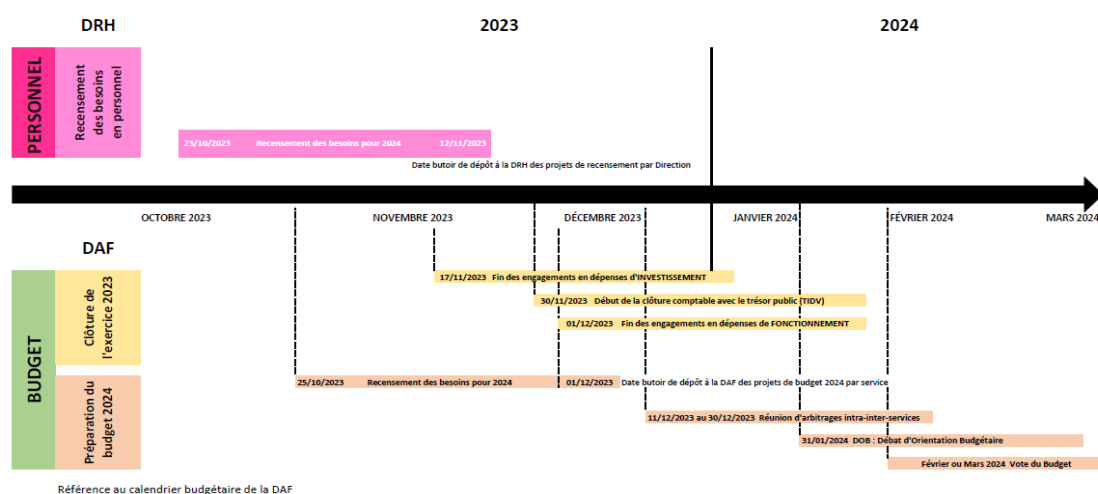 DRH
2023
2024
PERSONNEL
Recensement
des besoins
en personnel
23/10/2023 Recensement des besoins pour 2024 17/11/2023
Date butoir de dépôt à la DRH des projets de recensement par Direction
OCTOBRE 2023
NOVEMBRE 2023
DÉCEMBRE 2023
JANVIER 2024
FÉVRIER 2024
MARS 2024
DAF
BUDGET
Clôture de
l'exercice 2023
17/11/2023 Fin des engagements en dépenses d'INVESTISSEMENT
30/11/2023 Début de la clôture comptable avec le trésor public (TIDV)
01/12/2023 Fin des engagements en dépenses de FONCTIONNEMENT
Préparation du
budget 2024
25/10/2023 Recensement des besoins pour 2024 01/12/2023 Date butoir de dépôt à la DAF des projets de budget 2024 par service
11/12/2023 au 30/12/2023 Réunion d'arbitrages intra-inter-services
31/01/2024 DOB : Débat d'Orientation Budgétaire
Février ou Mars 2024 Vote du Budget
Référence au calendrier budgétaire de la DAF